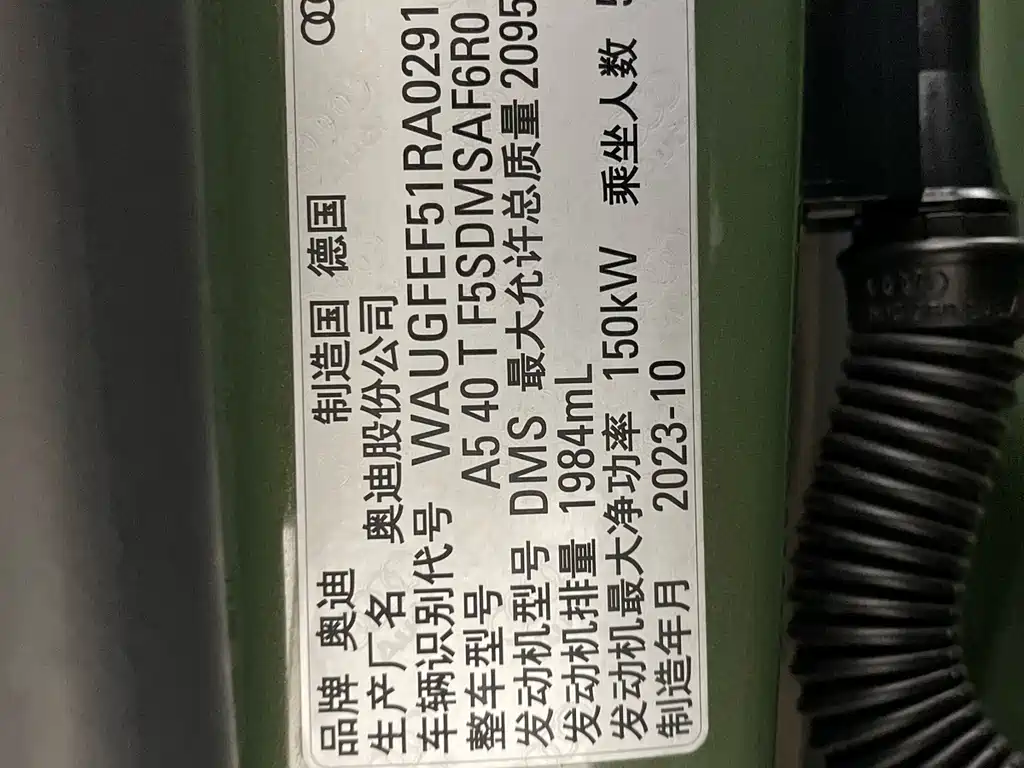 品牌 奥迪 制造国 德国
生产厂名 奥迪股份公司
车辆识别代号 WAUGFEF51RA0291
整车型号 A5 40 T F5SDMSAF6R0
发动机型号 DMS 最大允许总质量 2095
发动机排量 1984mL
发动机最大净功率 150kW 乘坐人数 5
制造年月 2023-10